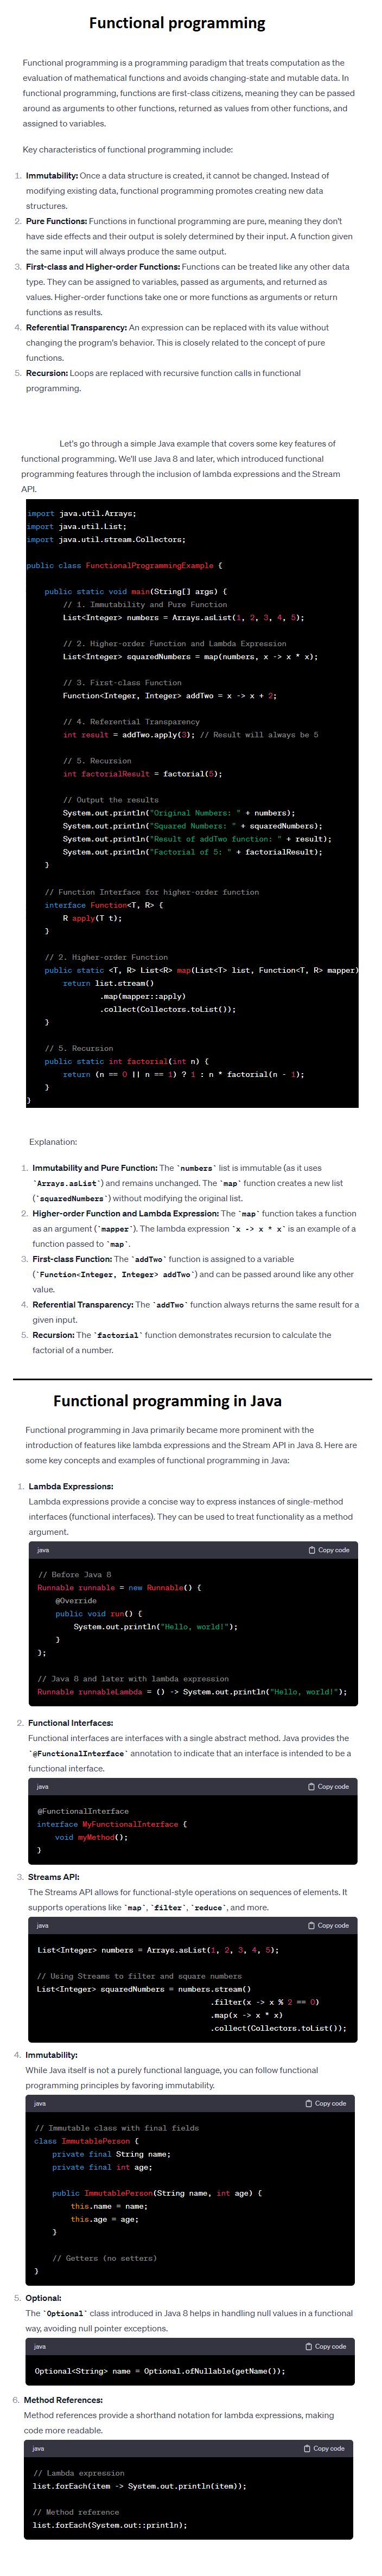 Functional programming
Functional programming is a programming paradigm that treats computation as the
evaluation of mathematical functions and avoids changing-state and mutable data. In
functional programming, functions are first-class citizens, meaning they can be passed
around as arguments to other functions, returned as values from other functions, and
assigned to variables.
Key characteristics of functional programming include:
1. Immutability: Once a data structure is created, it cannot be changed. Instead of
modifying existing data, functional programming promotes creating new data
structures.
2. Pure Functions: Functions in functional programming are pure, meaning they don't
have side effects and their output is solely determined by their input. A function given
the same input will always produce the same output.
3. First-class and Higher-order Functions: Functions can be treated like any other data
type. They can be assigned to variables, passed as arguments, and returned as
values. Higher-order functions take one or more functions as arguments or return
functions as results.
4. Referential Transparency: An expression can be replaced with its value without
changing the program's behavior. This is closely related to the concept of pure
functions.
5. Recursion: Loops are replaced with recursive function calls in functional
programming.
Let's go through a simple Java example that covers some key features of
functional programming. We'll use Java 8 and later, which introduced functional
programming features through the inclusion of lambda expressions and the Stream
API.
import java.util.Arrays;
import java.util.List;
import java.util.stream.Collectors;
public class FunctionalProgrammingExample {
public static void main(String[] args) {
// 1. Immutability and Pure Function
List<Integer> numbers = Arrays.asList(1, 2, 3, 4, 5);
// 2. Higher-order Function and Lambda Expression
List<Integer> squaredNumbers = map(numbers, x -> x * x);
// 3. First-class Function
Function<Integer, Integer> addTwo = x -> x + 2;
// 4. Referential Transparency
int result = addTwo.apply(3); // Result will always be 5
// 5. Recursion
int factorialResult = factorial(5);
// Output the results
System.out.println("Original Numbers: " + numbers);
System.out.println("Squared Numbers: " + squaredNumbers);
System.out.println("Result of addTwo function: " + result);
System.out.println("Factorial of 5: " + factorialResult);
}
// Function Interface for higher-order function
interface Function<T, R> {
R apply(T t);
}
// 2. Higher-order Function
public static <T, R> List<R> map(List<T> list, Function<T, R> mapper)
return list.stream()
.map(mapper::apply)
.collect(Collectors.toList());
}
// 5. Recursion
public static int factorial(int n) {
return (n == 0 || n == 1) ? 1 : n * factorial(n - 1);
}
}
Explanation:
1. Immutability and Pure Function: The `numbers` list is immutable (as it uses
`Arrays.asList`) and remains unchanged. The `map` function creates a new list
(`squaredNumbers`) without modifying the original list.
2. Higher-order Function and Lambda Expression: The `map` function takes a function
as an argument (`mapper`). The lambda expression `x -> x * x` is an example of a
function passed to `map`.
3. First-class Function: The `addTwo` function is assigned to a variable
(`Function<Integer, Integer> addTwo`) and can be passed around like any other
value.
4. Referential Transparency: The `addTwo` function always returns the same result for a
given input.
5. Recursion: The `factorial` function demonstrates recursion to calculate the
factorial of a number.
Functional programming in Java
Functional programming in Java primarily became more prominent with the
introduction of features like lambda expressions and the Stream API in Java 8. Here are
some key concepts and examples of functional programming in Java:
1. Lambda Expressions:
Lambda expressions provide a concise way to express instances of single-method
interfaces (functional interfaces). They can be used to treat functionality as a method
argument.
java Copy code
// Before Java 8
Runnable runnable = new Runnable() {
@Override
public void run() {
System.out.println("Hello, world!");
}
};
// Java 8 and later with lambda expression
Runnable runnableLambda = () -> System.out.println("Hello, world!");
2. Functional Interfaces:
Functional interfaces are interfaces with a single abstract method. Java provides the
`@FunctionalInterface` annotation to indicate that an interface is intended to be a
functional interface.
java Copy code
@FunctionalInterface
interface MyFunctionalInterface {
void myMethod();
}
3. Streams API:
The Streams API allows for functional-style operations on sequences of elements. It
supports operations like `map`, `filter`, `reduce`, and more.
java Copy code
List<Integer> numbers = Arrays.asList(1, 2, 3, 4, 5);
// Using Streams to filter and square numbers
List<Integer> squaredNumbers = numbers.stream()
.filter(x -> x % 2 == 0)
.map(x -> x * x)
.collect(Collectors.toList());
4. Immutability:
While Java itself is not a purely functional language, you can follow functional
programming principles by favoring immutability.
java Copy code
// Immutable class with final fields
class ImmutablePerson {
private final String name;
private final int age;
public ImmutablePerson(String name, int age) {
this.name = name;
this.age = age;
}
// Getters (no setters)
}
5. Optional:
The `Optional` class introduced in Java 8 helps in handling null values in a functional
way, avoiding null pointer exceptions.
java Copy code
Optional<String> name = Optional.ofNullable(getName());
6. Method References:
Method references provide a shorthand notation for lambda expressions, making
code more readable.
java Copy code
// Lambda expression
list.forEach(item -> System.out.println(item));
// Method reference
list.forEach(System.out::println);